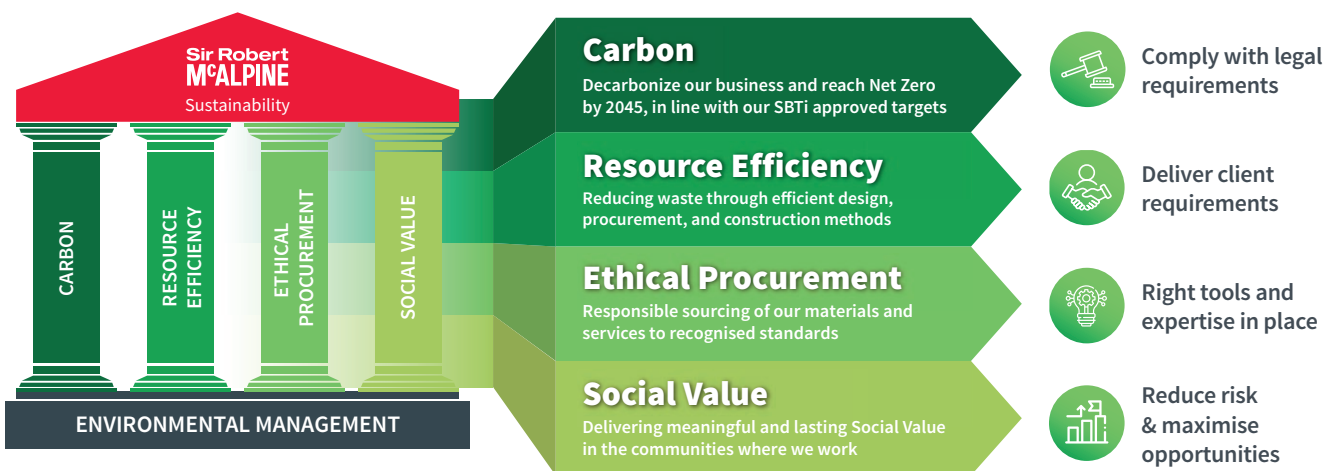 Sir Robert
McALPINE
Sustainability
CARBON
RESOURCE
EFFICIENCY
ETHICAL
PROCUREMENT
SOCIAL VALUE
ENVIRONMENTAL MANAGEMENT
Carbon
Decarbonize our business and reach Net Zero
by 2045, in line with our SBTi approved targets
Resource Efficiency
Reducing waste through efficient design,
procurement, and construction methods
Ethical Procurement
Responsible sourcing of our materials and
services to recognised standards
Social Value
Delivering meaningful and lasting Social Value
in the communities where we work
Comply with legal
requirements
Deliver client
requirements
Right tools and
expertise in place
Reduce risk
& maximise
opportunities